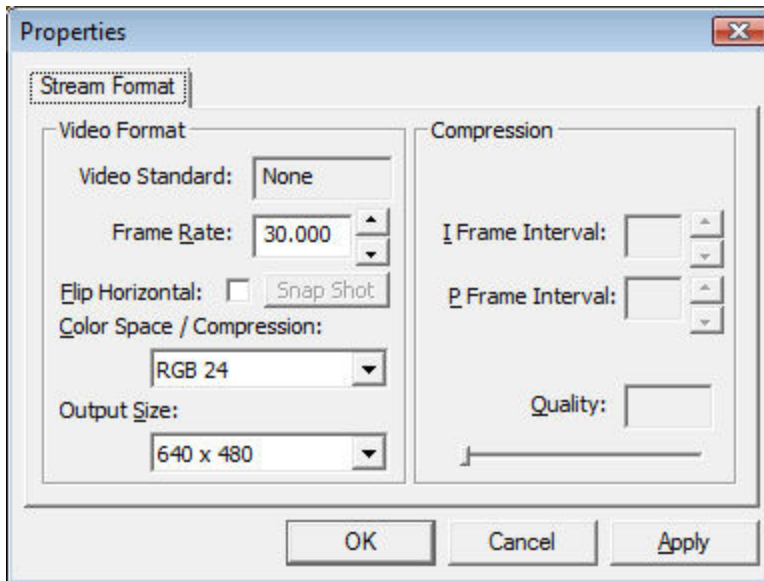 Properties
Stream Format
Video Format
Video Standard: None
Frame Rate: 30.000
Flip Horizontal: Snap Shot
Color Space / Compression:
RGB 24
Output Size:
640 x 480
Compression
I Frame Interval:
P Frame Interval:
Quality:
OK Cancel Apply